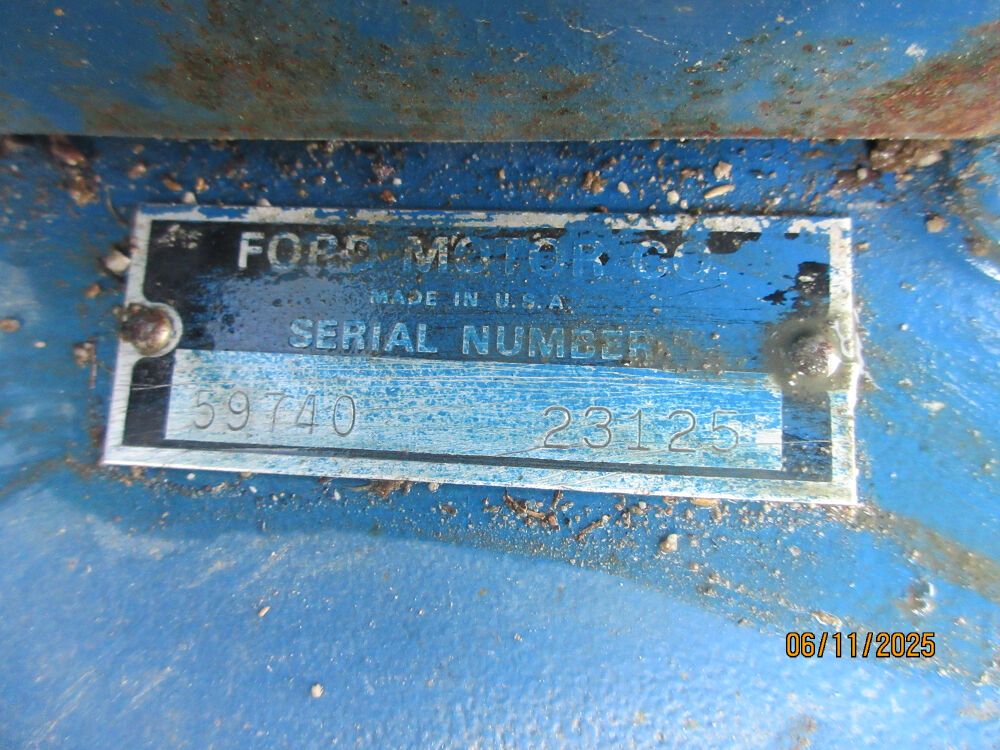 FORD MOTOR CO.
MADE IN U.S.A.
SERIAL NUMBER
59740 23125
06/11/2025